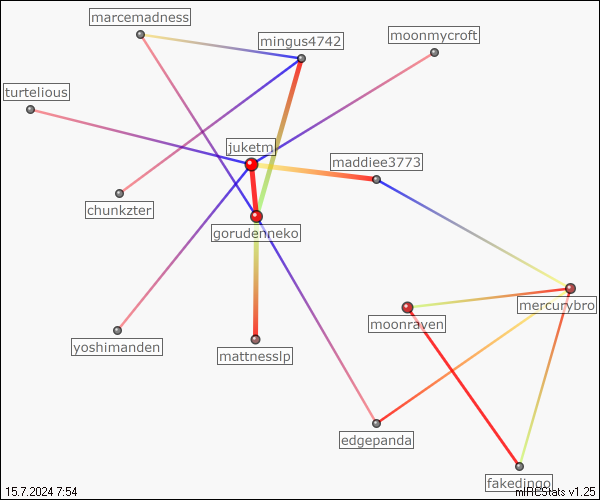 marcemadness
mingus4742
moonmycroft
turtelious
juketm
maddiee3773
chunkzter
gorudenneko
mercurybro
moonraven
yoshimanden
mattnesslp
edgepanda
fakedingo
15.7.2024 7:54
mIRCStats v1.25